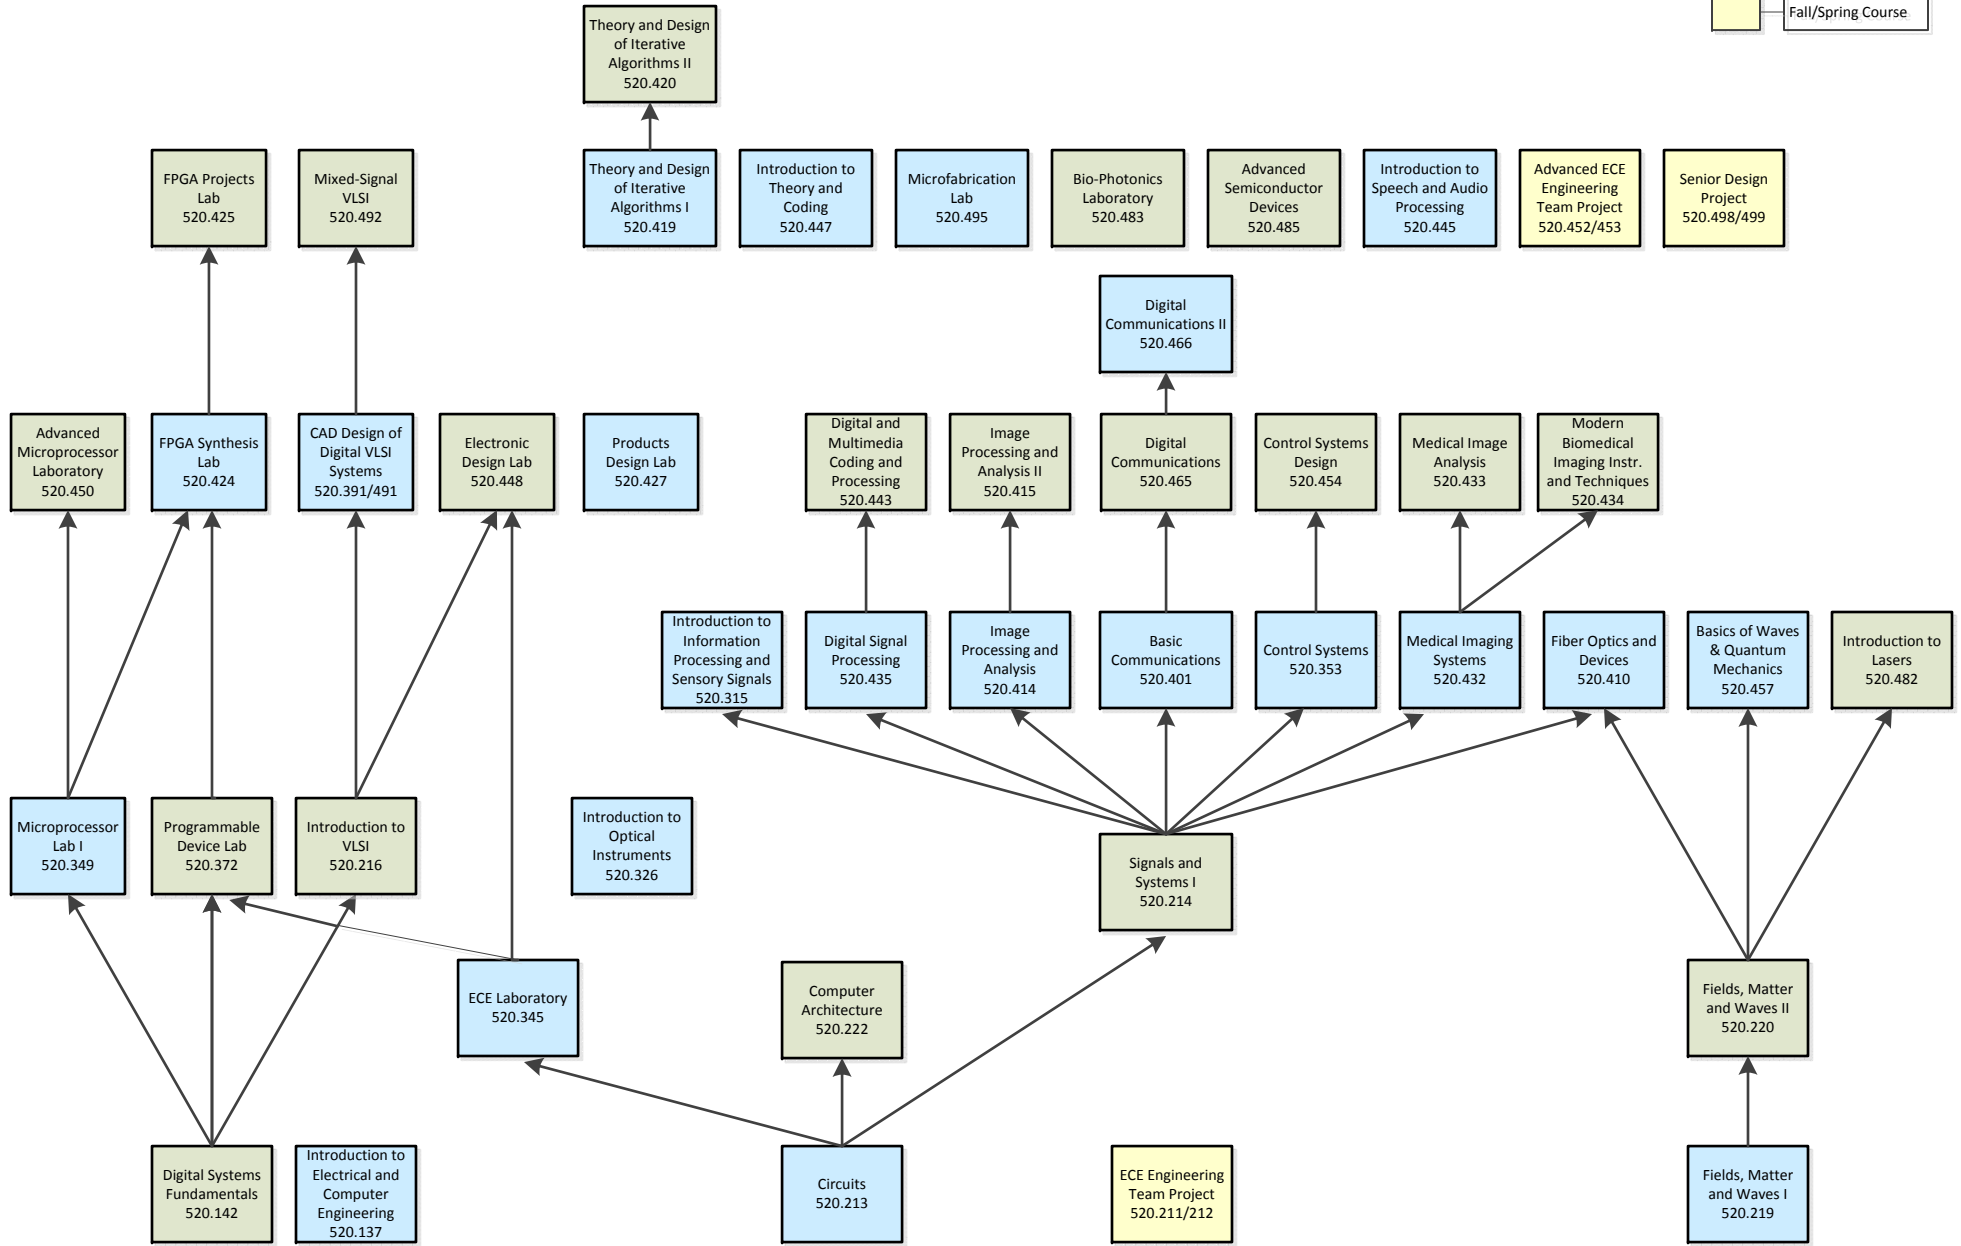 Fall/Spring Course
Theory and Design
of Iterative
Algorithms II
520.420
FPGA Projects
Lab
520.425
Mixed-Signal
VLSI
520.492
Theory and Design
of Iterative
Algorithms I
520.419
Introduction to
Theory and
Coding
520.447
Microfabrication
Lab
520.495
Bio-Photonics
Laboratory
520.483
Advanced
Semiconductor
Devices
520.485
Introduction to
Speech and Audio
Processing
520.445
Advanced ECE
Engineering
Team Project
520.452/453
Senior Design
Project
520.498/499
Digital
Communications II
520.466
Advanced
Microprocessor
Laboratory
520.450
FPGA Synthesis
Lab
520.424
CAD Design of
Digital VLSI
Systems
520.391/491
Electronic
Design Lab
520.448
Products
Design Lab
520.427
Digital and
Multimedia
Coding and
Processing
520.443
Image
Processing and
Analysis II
520.415
Digital
Communications
520.465
Control Systems
Design
520.454
Medical Image
Analysis
520.433
Modern
Biomedical
Imaging Instr.
and Techniques
520.434
Introduction to
Information
Processing and
Sensory Signals
520.315
Digital Signal
Processing
520.435
Image
Processing and
Analysis
520.414
Basic
Communications
520.401
Control Systems
520.353
Medical Imaging
Systems
520.432
Fiber Optics and
Devices
520.410
Basics of Waves
& Quantum
Mechanics
520.457
Introduction to
Lasers
520.482
Microprocessor
Lab I
520.349
Programmable
Device Lab
520.372
Introduction to
VLSI
520.216
Introduction to
Optical
Instruments
520.326
Signals and
Systems I
520.214
ECE Laboratory
520.345
Computer
Architecture
520.222
Fields, Matter
and Waves II
520.220
Digital Systems
Fundamentals
520.142
Introduction to
Electrical and
Computer
Engineering
520.137
Circuits
520.213
ECE Engineering
Team Project
520.211/212
Fields, Matter
and Waves I
520.219